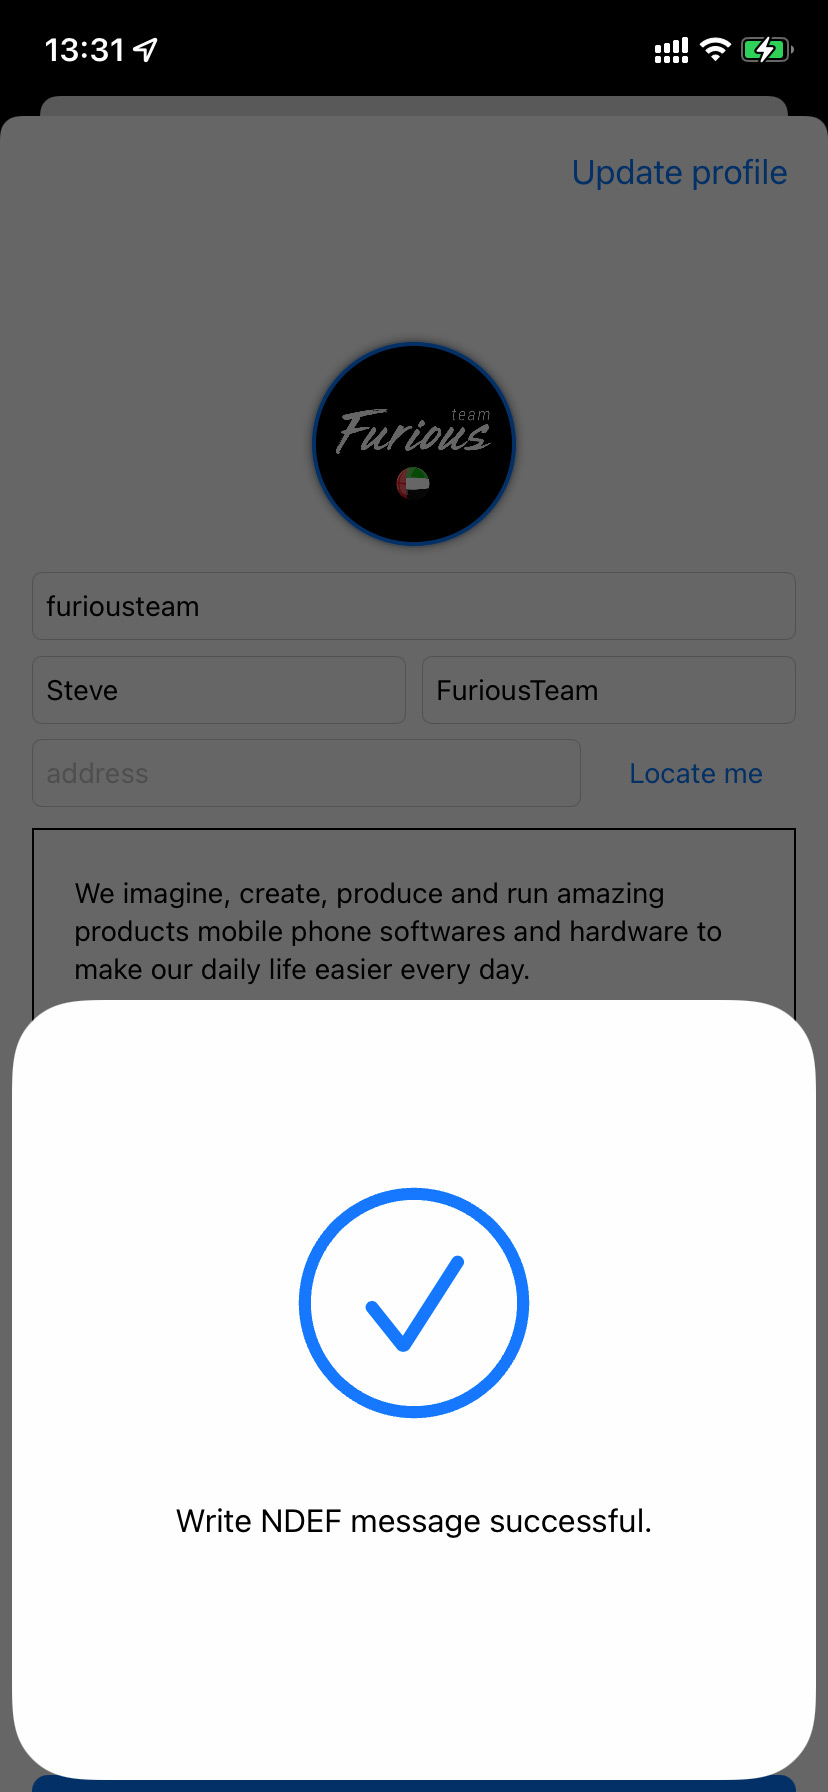 13:31
Update profile
team
Furious
furiousteam
Steve
FuriousTeam
address
Locate me
We imagine, create, produce and run amazing
products mobile phone softwares and hardware to
make our daily life easier every day.
Write NDEF message successful.